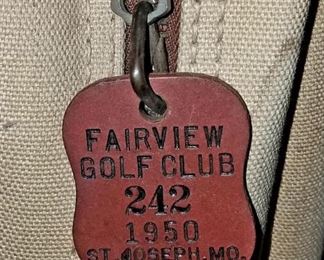 FAIRVIEW
GOLF CLUB
242
1950
ST. JOSEPH, MO.